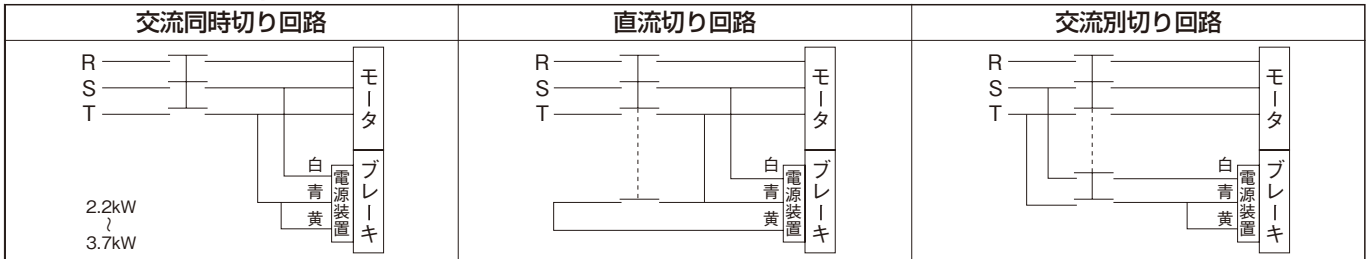 交流同時切り回路
直流切り回路
交流別切り回路
R
S
T
モータ
白
青
黄
電源装置
ブレーキ
2.2kW
〜
3.7kW
R
S
T
モータ
白
青
黄
電源装置
ブレーキ
R
S
T
モータ
白
青
黄
電源装置
ブレーキ